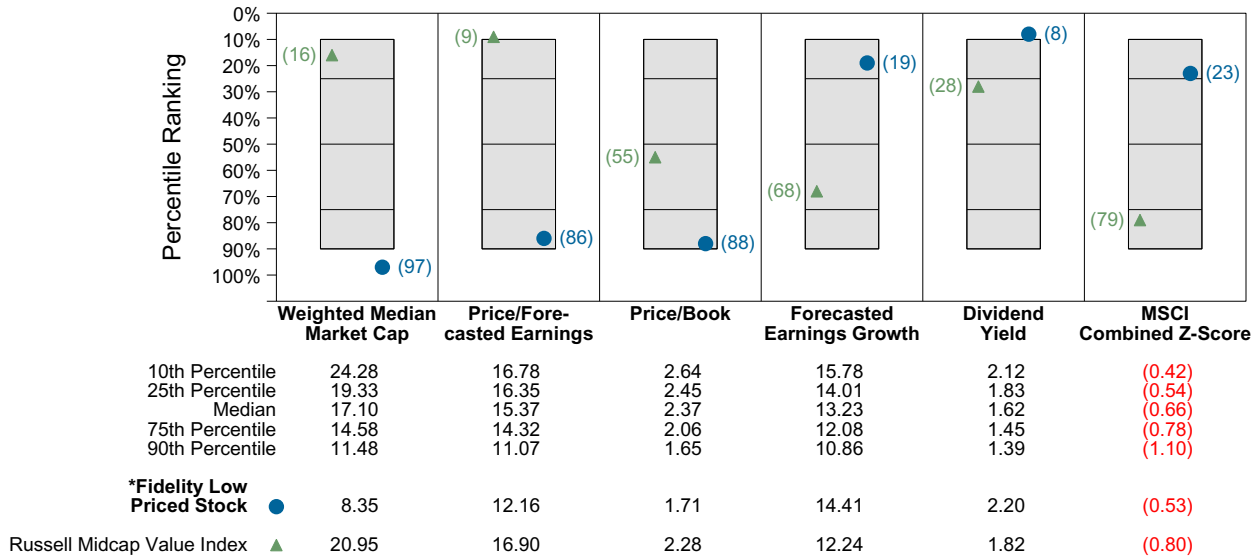 Percentile Ranking
0%
10%
20%
30%
40%
50%
60%
70%
80%
90%
100%
(16)
(97)
(9)
(86)
(55)
(88)
(19)
(68)
(8)
(28)
(23)
(79)
Weighted Median Market Cap
Price/Fore-casted Earnings
Price/Book
Forecasted Earnings Growth
Dividend Yield
MSCI Combined Z-Score
10th Percentile 24.28 16.78 2.64 15.78 2.12 (0.42)
25th Percentile 19.33 16.35 2.45 14.01 1.83 (0.54)
Median 17.10 15.37 2.37 13.23 1.62 (0.66)
75th Percentile 14.58 14.32 2.06 12.08 1.45 (0.78)
90th Percentile 11.48 11.07 1.65 10.86 1.39 (1.10)
*Fidelity Low
Priced Stock 8.35 12.16 1.71 14.41 2.20 (0.53)
Russell Midcap Value Index 20.95 16.90 2.28 12.24 1.82 (0.80)